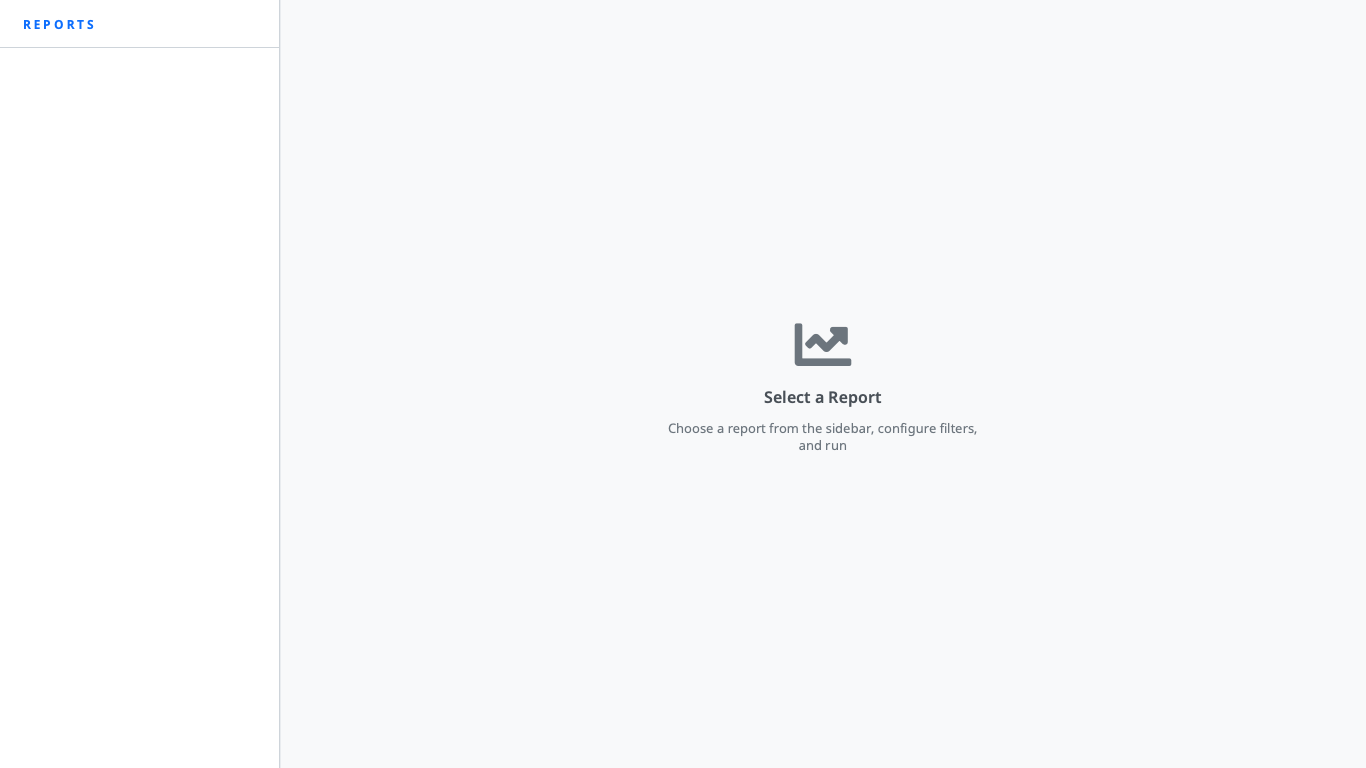 REPORTS
Select a Report
Choose a report from the sidebar, configure filters,
and run